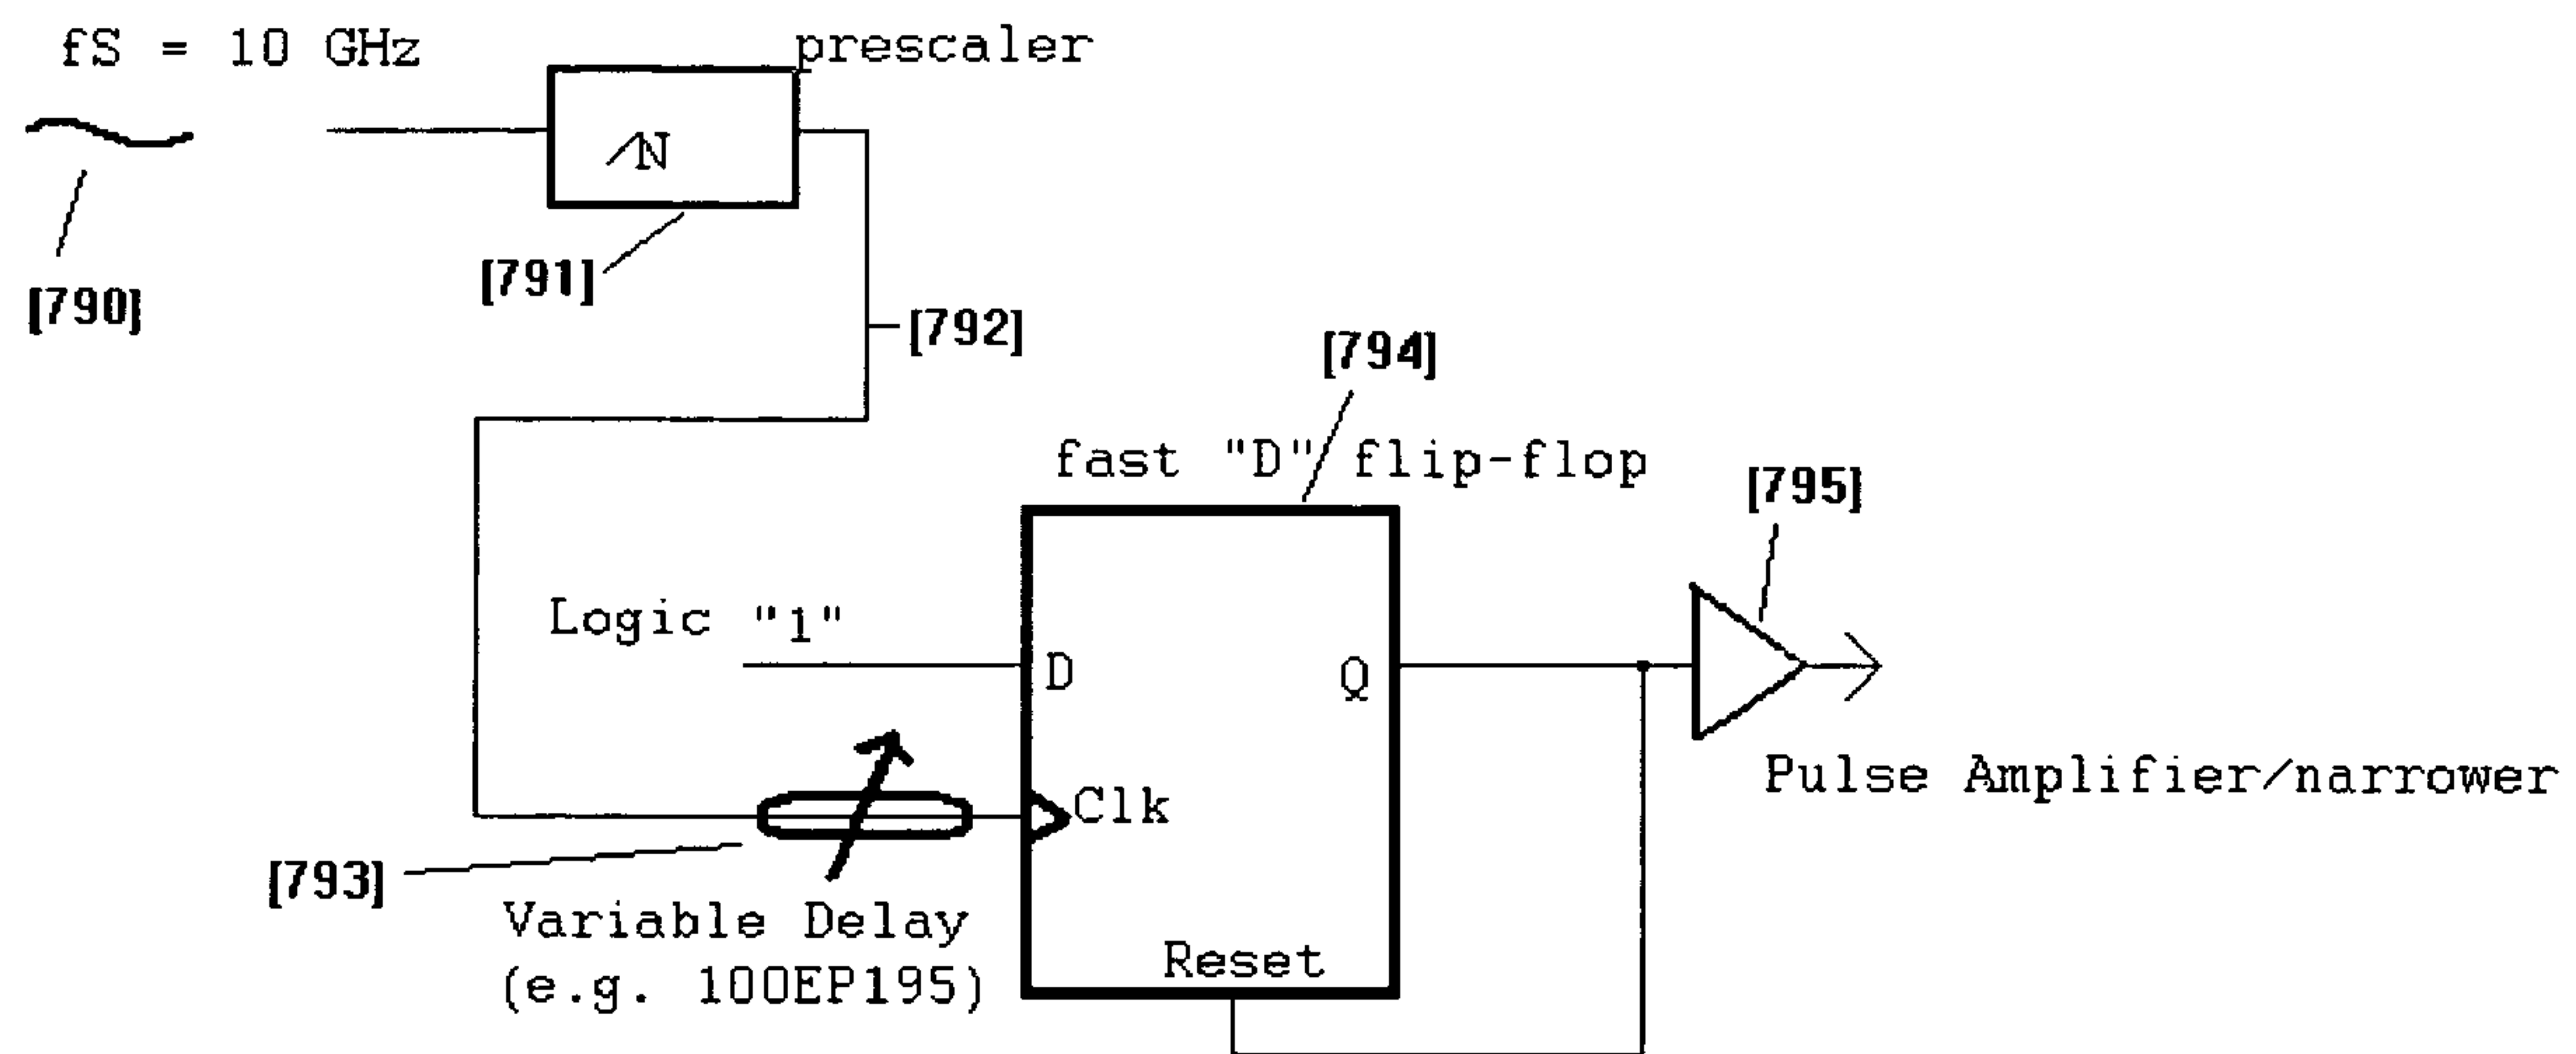 fS = 10 GHz
prescaler
/N
[790]
[791]
[792]
[794]
fast "D" flip-flop
[795]
Logic "1"
D
Q
Clk
Pulse Amplifier/narrower
[793]
Variable Delay
(e.g. 100EP195)
Reset